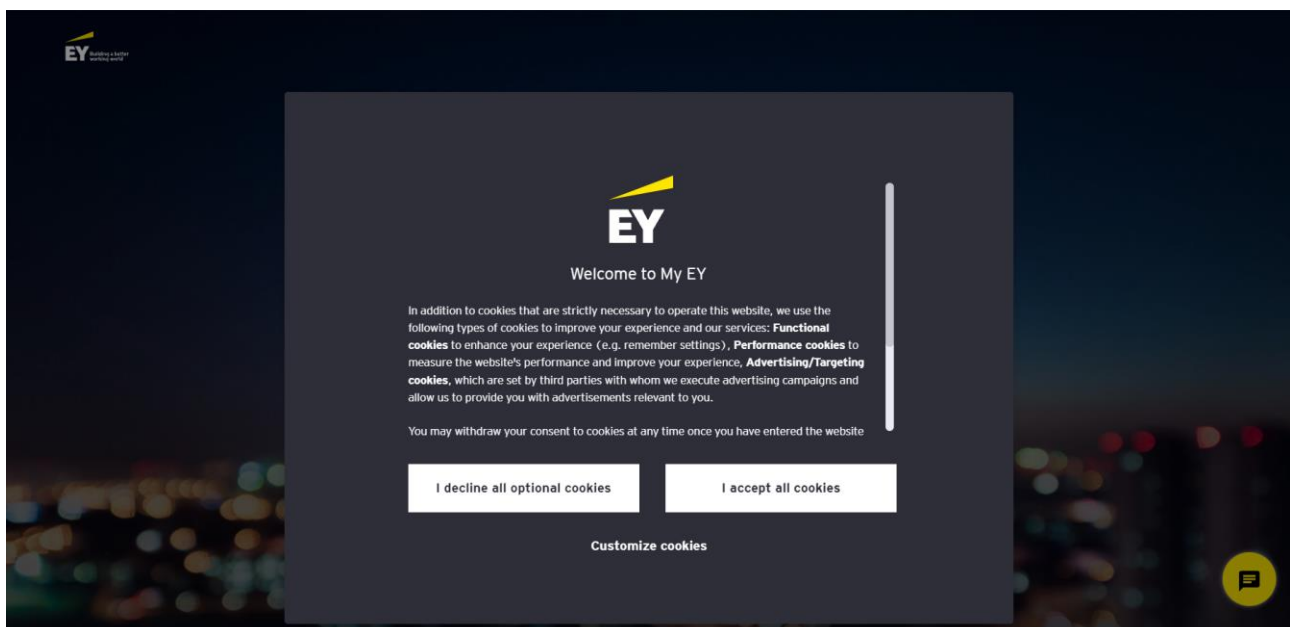 EY Building a better
working world
EY
Welcome to My EY
In addition to cookies that are strictly necessary to operate this website, we use the
following types of cookies to improve your experience and our services: Functional
cookies to enhance your experience (e.g. remember settings), Performance cookies to
measure the website's performance and improve your experience, Advertising/Targeting
cookies, which are set by third parties with whom we execute advertising campaigns and
allow us to provide you with advertisements relevant to you.
You may withdraw your consent to cookies at any time once you have entered the website
I decline all optional cookies
I accept all cookies
Customize cookies